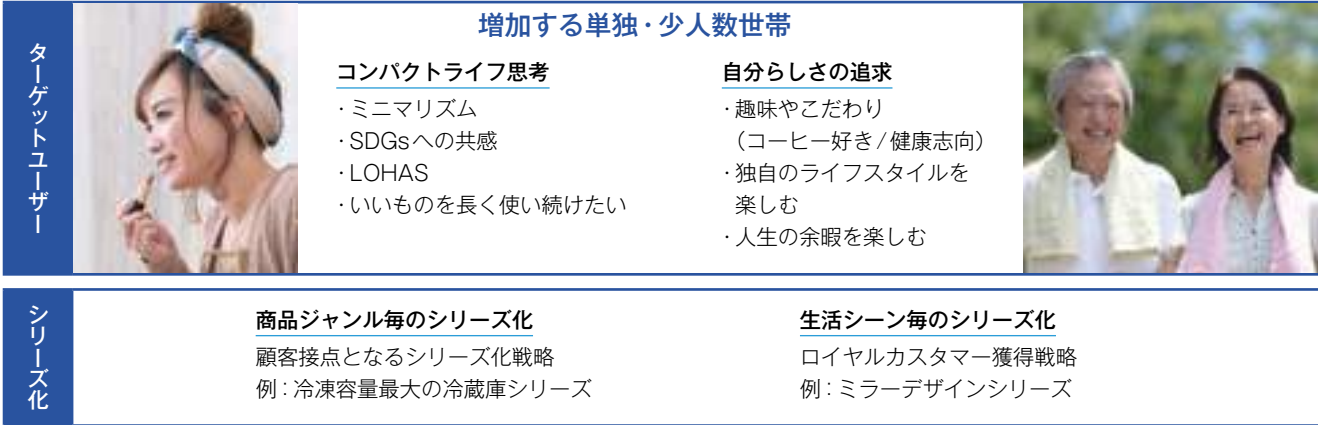 ターゲットユーザー
増加する単独・少人数世帯
コンパクトライフ思考
・ミニマリズム
・SDGsへの共感
・LOHAS
・いいものを長く使い続けたい
自分らしさの追求
・趣味やこだわり
（コーヒー好き/健康志向）
・独自のライフスタイルを
楽しむ
・人生の余暇を楽しむ
シリーズ化
商品ジャンル毎のシリーズ化
顧客接点となるシリーズ化戦略
例：冷凍容量最大の冷蔵庫シリーズ
生活シーン毎のシリーズ化
ロイヤルカスタマー獲得戦略
例：ミラーデザインシリーズ